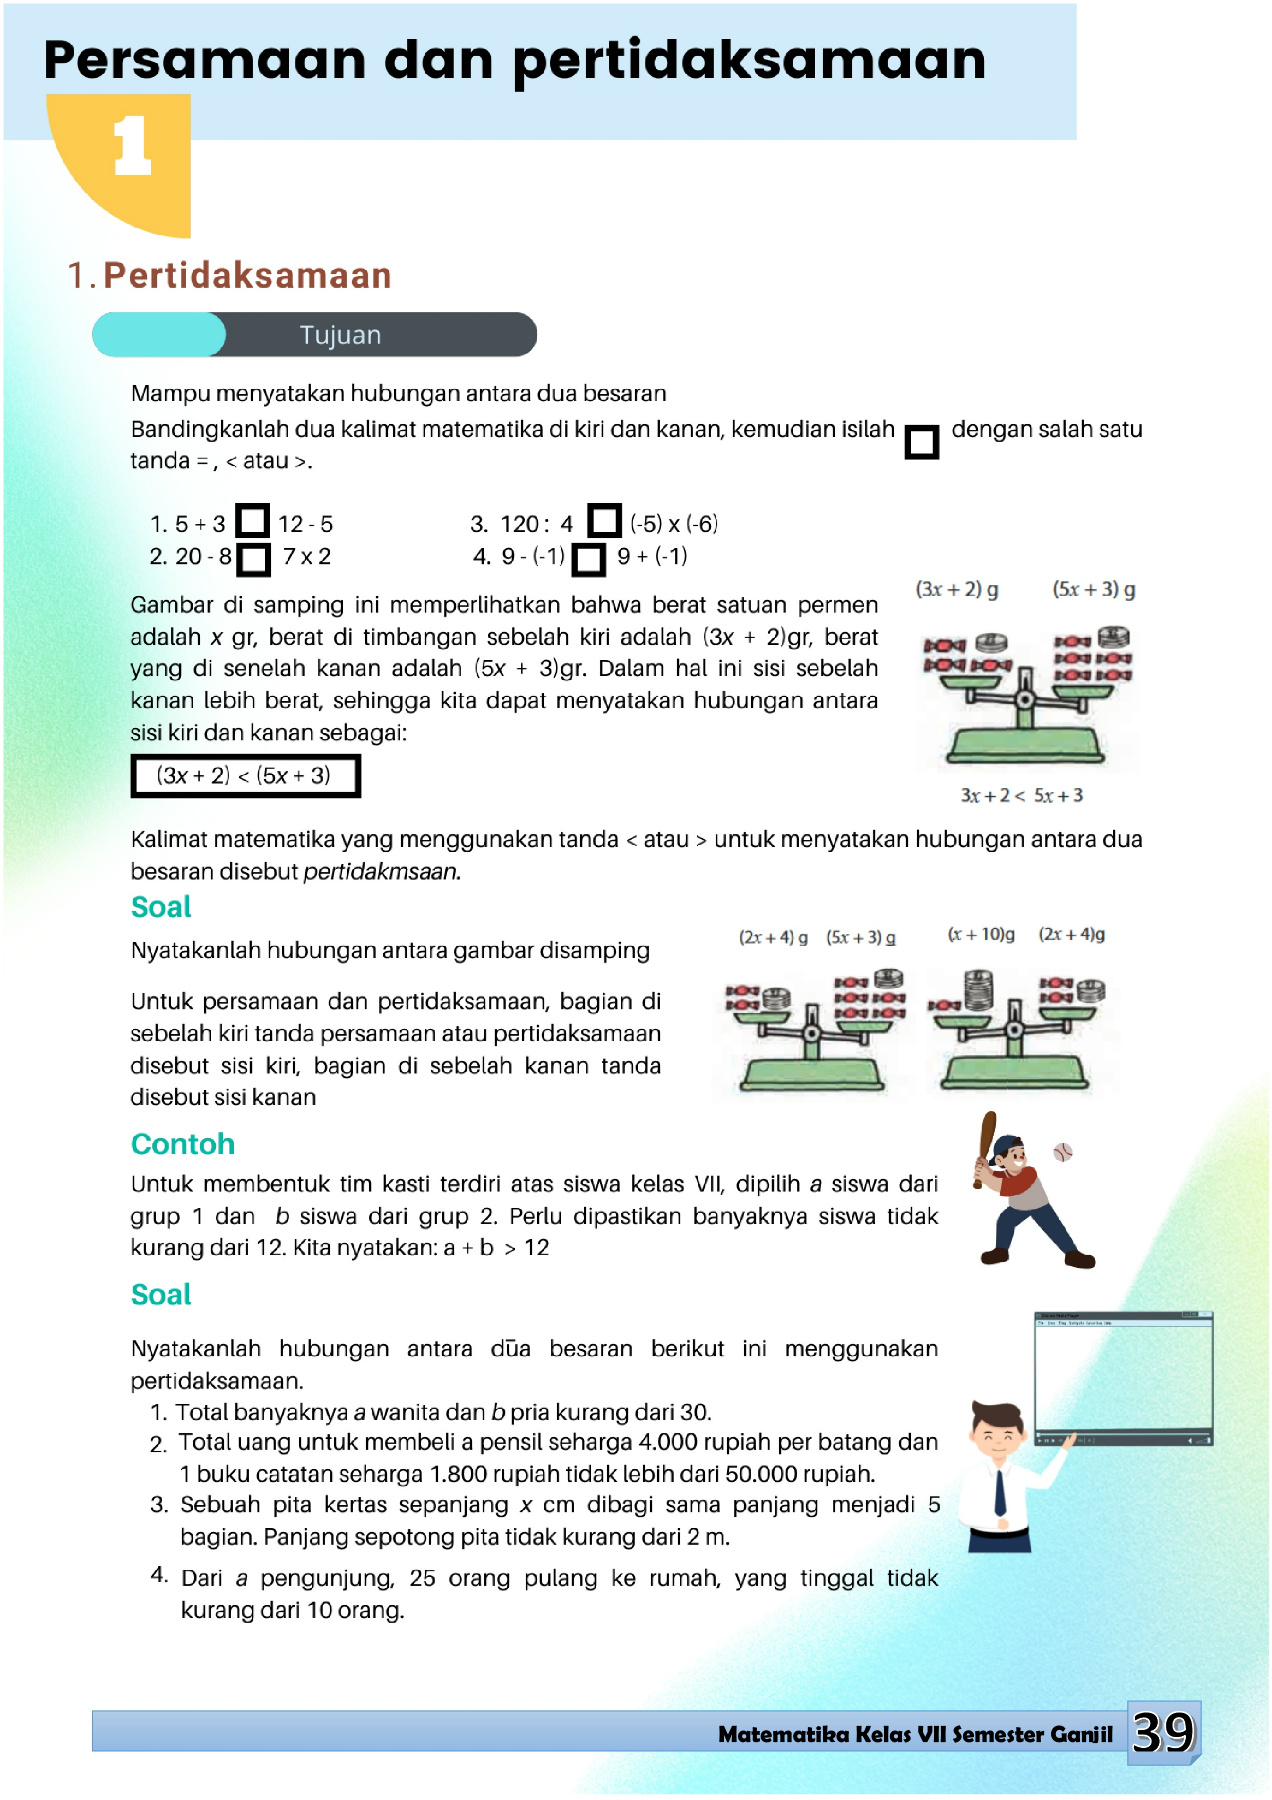 Persamaan dan pertidaksamaan
1
1. Pertidaksamaan
Tujuan
Mampu menyatakan hubungan antara dua besaran
Bandingkanlah dua kalimat matematika di kiri dan kanan, kemudian isilah □ dengan salah satu
tanda = , < atau >.
1. 5 + 3 □ 12 - 5
2. 20 - 8 □ 7 x 2
3. 120 : 4 □ (-5) x (-6)
4. 9 - (-1) □ 9 + (-1)
Gambar di samping ini memperlihatkan bahwa berat satuan permen
adalah x gr, berat di timbangan sebelah kiri adalah (3x + 2)gr, berat
yang di senelah kanan adalah (5x + 3)gr. Dalam hal ini sisi sebelah
kanan lebih berat, sehingga kita dapat menyatakan hubungan antara
sisi kiri dan kanan sebagai:
(3x + 2) < (5x + 3)
(3x + 2) g (5x + 3) g
3x + 2 < 5x + 3
Kalimat matematika yang menggunakan tanda < atau > untuk menyatakan hubungan antara dua
besaran disebut pertidakmsaan.
Soal
Nyatakanlah hubungan antara gambar disamping
(2x + 4) g (5x + 3) g (x + 10)g (2x + 4)g
Untuk persamaan dan pertidaksamaan, bagian di
sebelah kiri tanda persamaan atau pertidaksamaan
disebut sisi kiri, bagian di sebelah kanan tanda
disebut sisi kanan
Contoh
Untuk membentuk tim kasti terdiri atas siswa kelas VII, dipilih a siswa dari
grup 1 dan b siswa dari grup 2. Perlu dipastikan banyaknya siswa tidak
kurang dari 12. Kita nyatakan: a + b > 12
Soal
Nyatakanlah hubungan antara dūa besaran berikut ini menggunakan
pertidaksamaan.
1. Total banyaknya a wanita dan b pria kurang dari 30.
2. Total uang untuk membeli a pensil seharga 4.000 rupiah per batang dan
1 buku catatan seharga 1.800 rupiah tidak lebih dari 50.000 rupiah.
3. Sebuah pita kertas sepanjang x cm dibagi sama panjang menjadi 5
bagian. Panjang sepotong pita tidak kurang dari 2 m.
4. Dari a pengunjung, 25 orang pulang ke rumah, yang tinggal tidak
kurang dari 10 orang.
Matematika Kelas VII Semester Ganjil 39